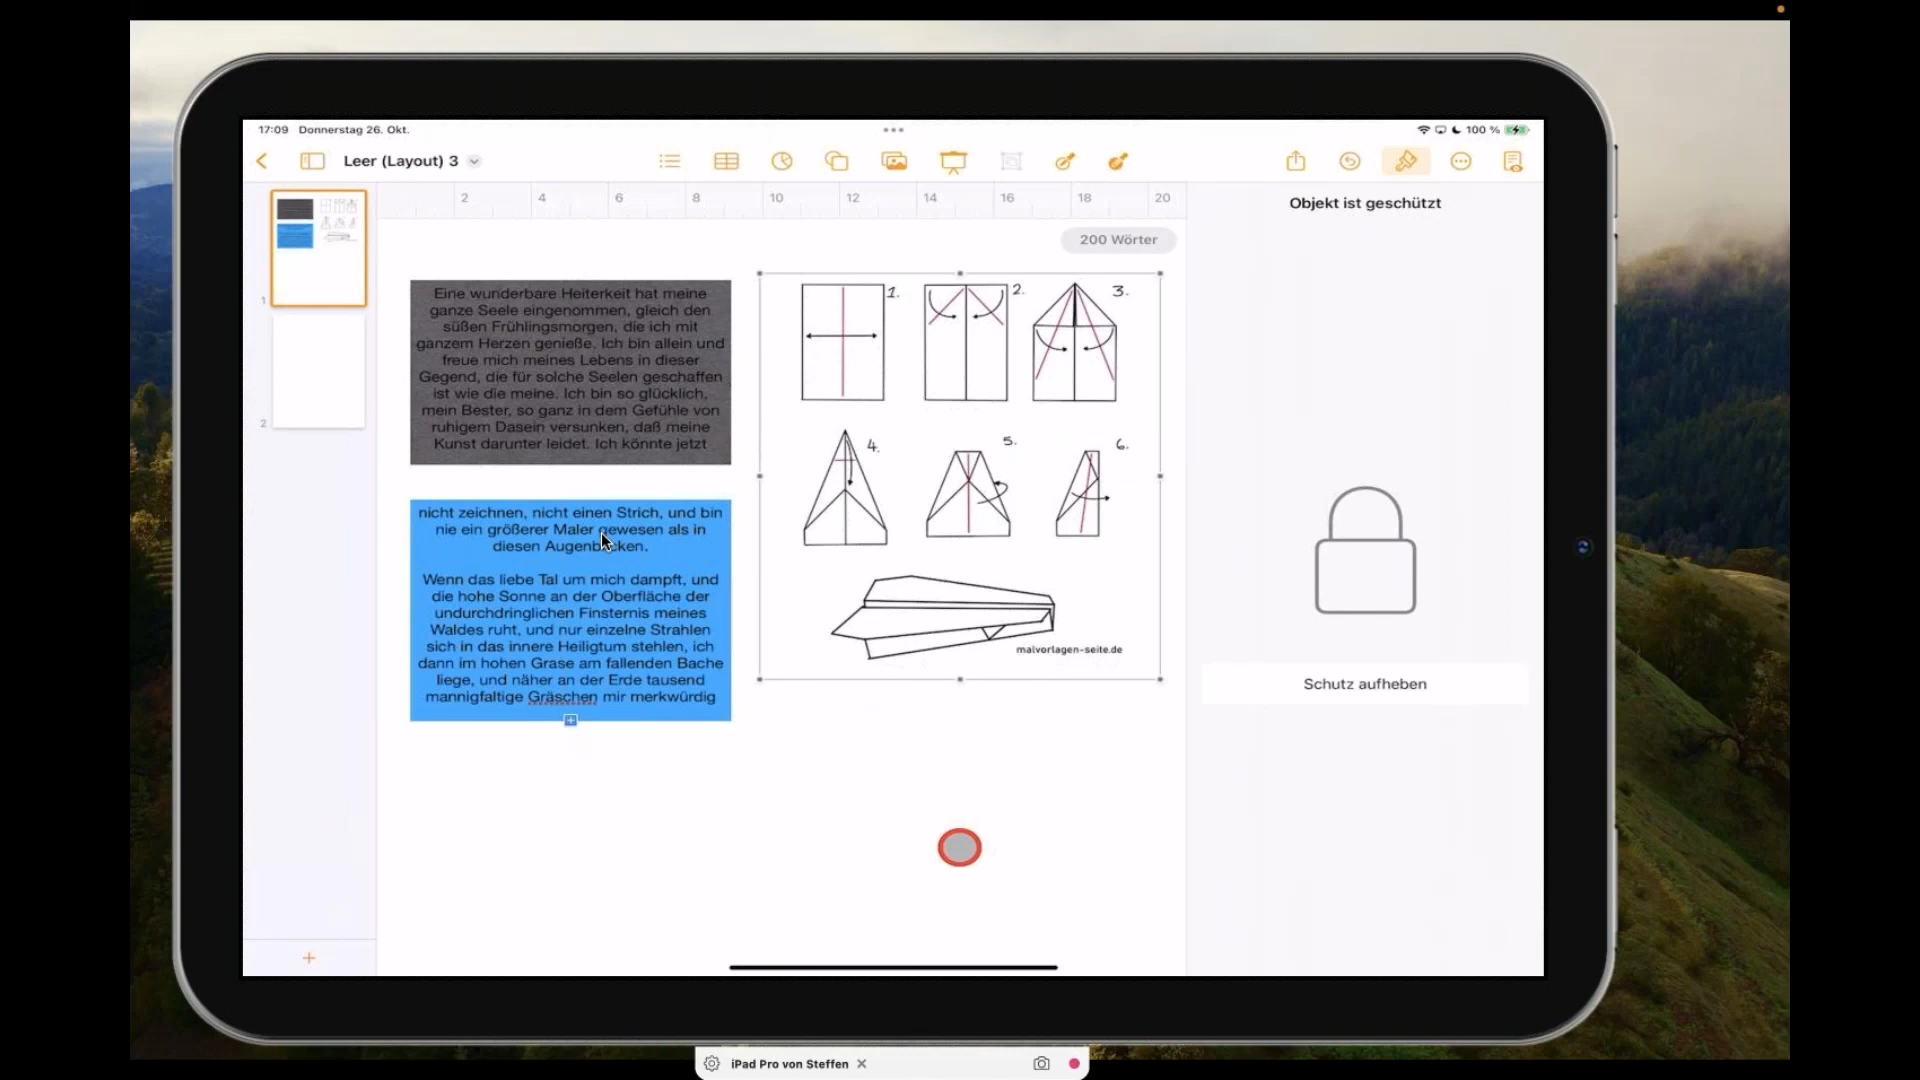 17:09 Donnerstag 26. Okt.
100 %
Leer (Layout) 3
2 4 6 8 10 12 14 16 18 20
Objekt ist geschützt
200 Wörter
1
2
Eine wunderbare Heiterkeit hat meine
ganze Seele eingenommen, gleich den
süßen Frühlingsmorgen, die ich mit
ganzem Herzen genieße. Ich bin allein und
freue mich meines Lebens in dieser
Gegend, die für solche Seelen geschaffen
ist wie die meine. Ich bin so glücklich,
mein Bester, so ganz in dem Gefühle von
ruhigem Dasein versunken, daß meine
Kunst darunter leidet. Ich könnte jetzt
nicht zeichnen, nicht einen Strich, und bin
nie ein größerer Maler gewesen als in
diesen Augenblicken.
Wenn das liebe Tal um mich dampft, und
die hohe Sonne an der Oberfläche der
undurchdringlichen Finsternis meines
Waldes ruht, und nur einzelne Strahlen
sich in das innere Heiligtum stehlen, ich
dann im hohen Grase am fallenden Bache
liege, und näher an der Erde tausend
mannigfaltige Gräschen mir merkwürdig
1.
2.
3.
4.
5.
6.
malvorlagen-seite.de
Schutz aufheben
iPad Pro von Steffen